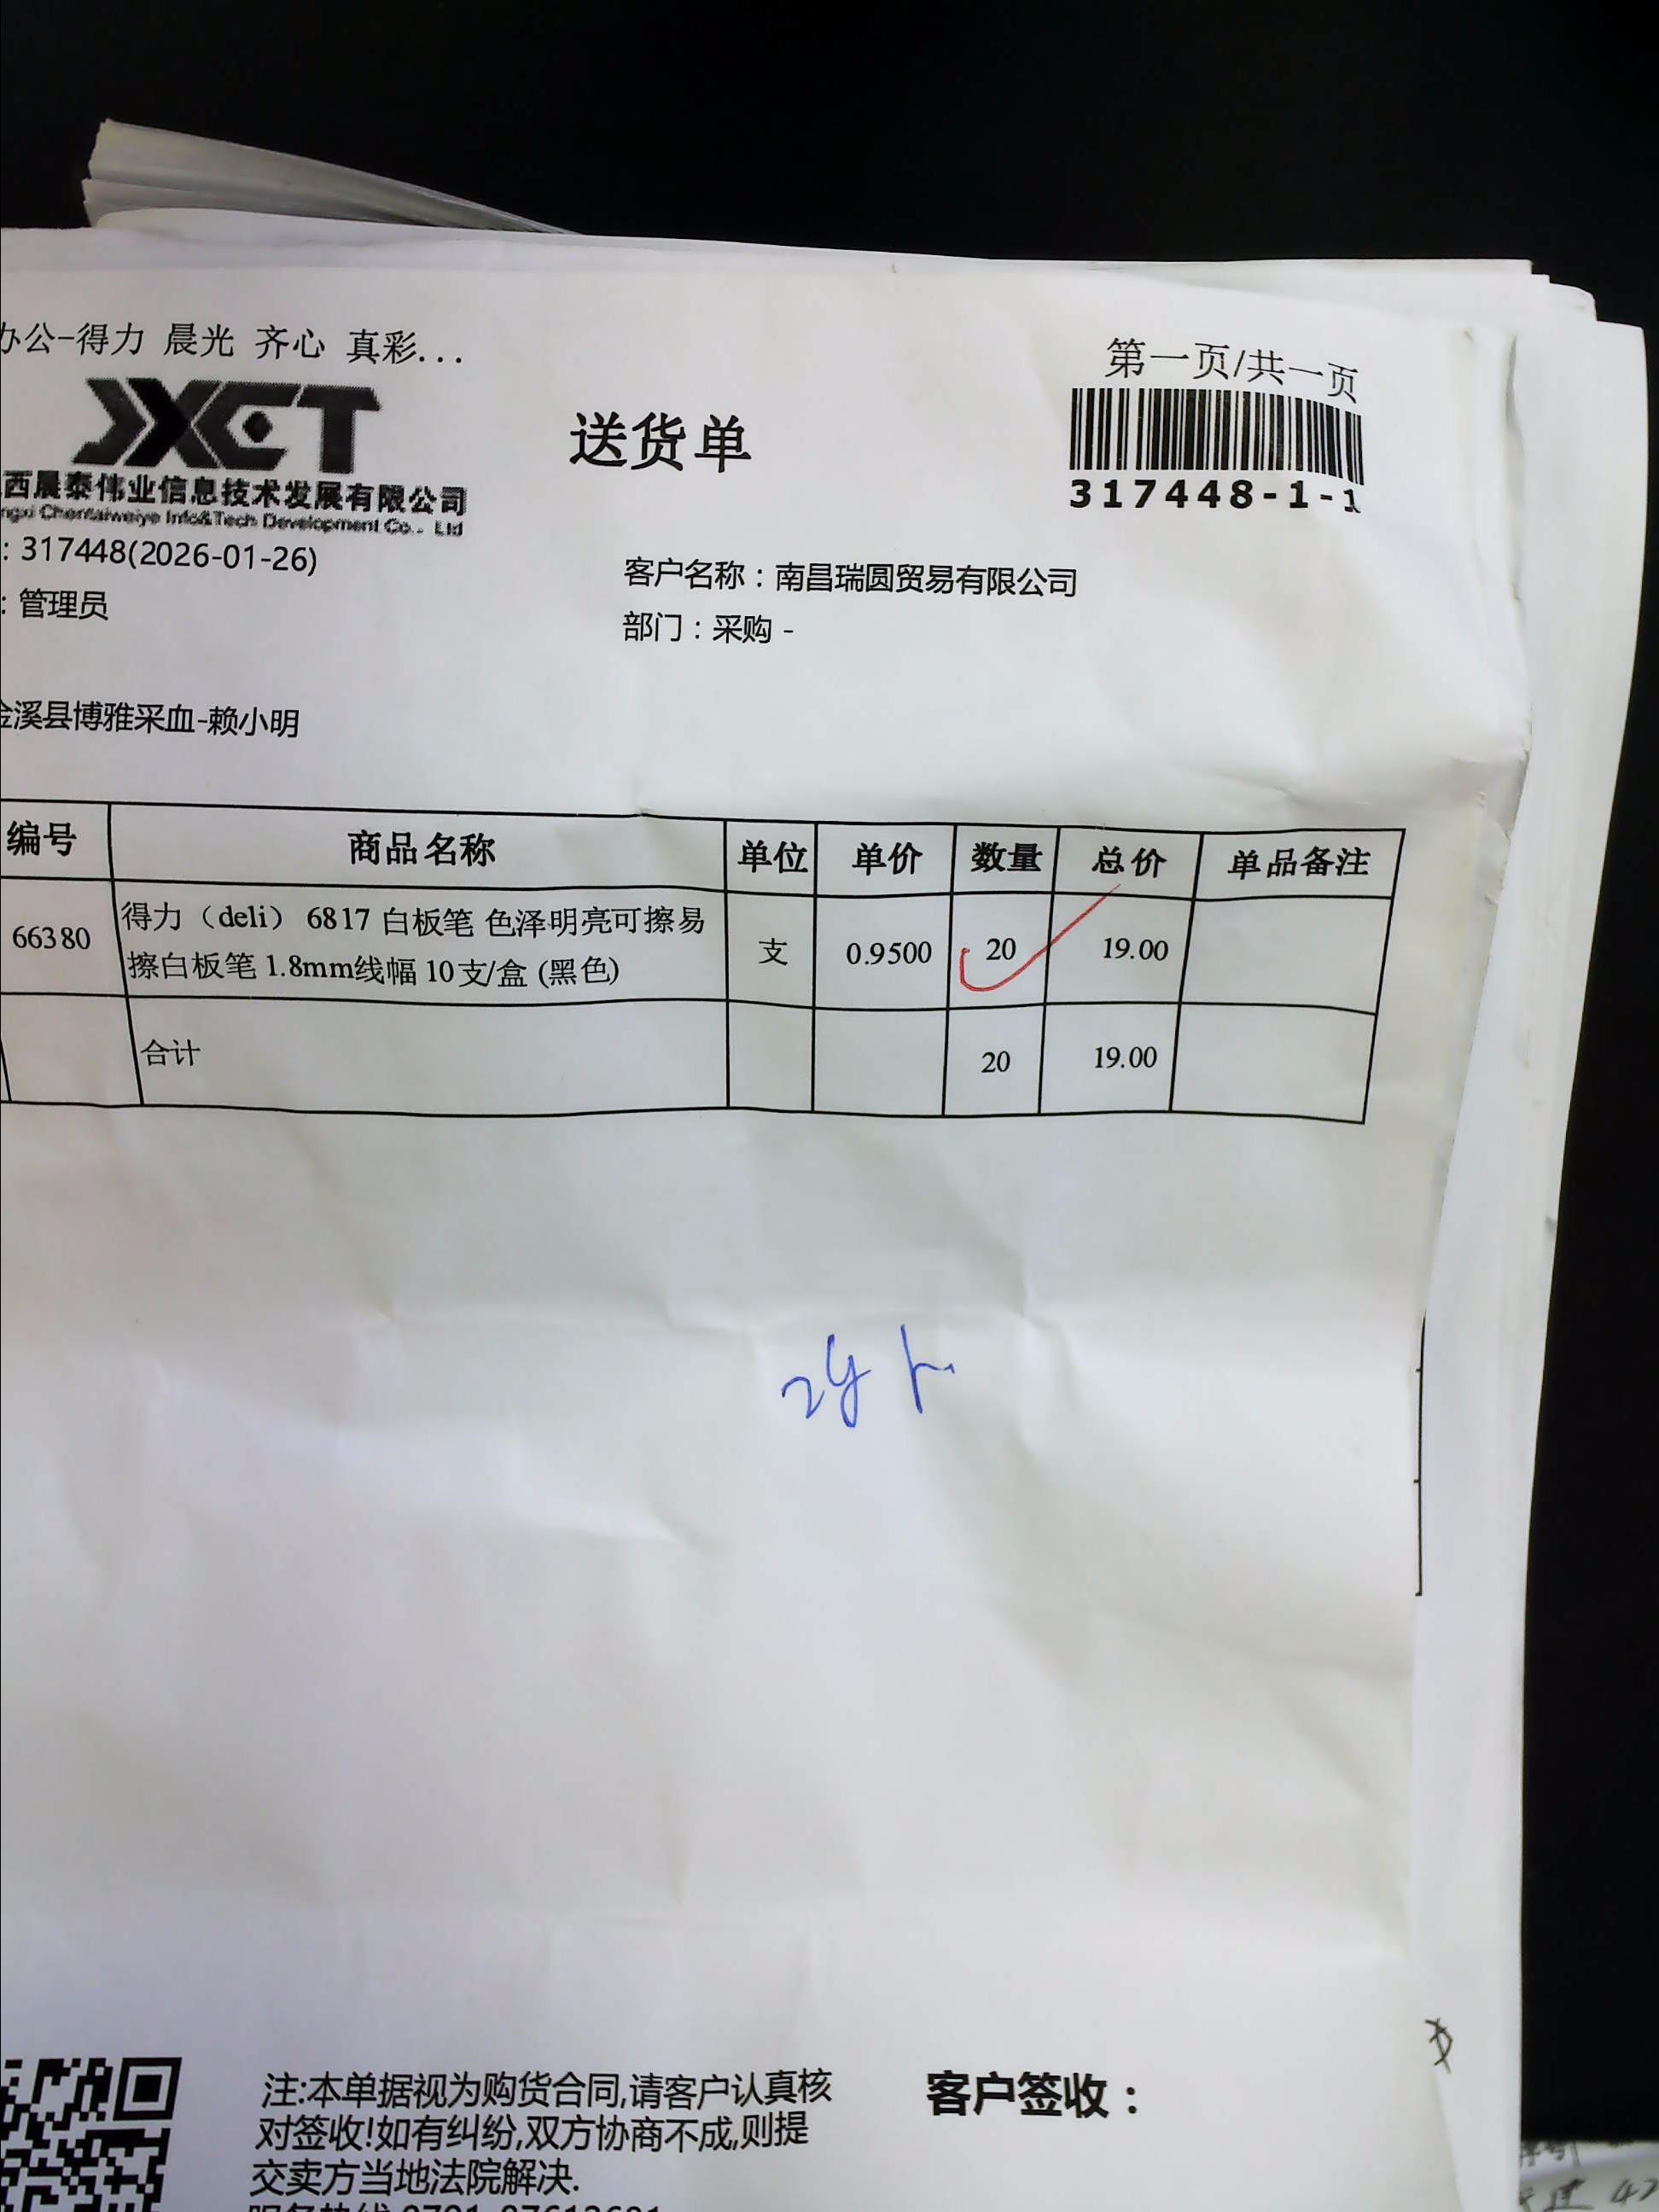 办公-得力 晨光 齐心 真彩...
第一页/共一页
JXCT
送货单
317448-1-1
西晨泰伟业信息技术发展有限公司
ngxi Chentaiweiye Info&Tech Development Co., Ltd
: 317448(2026-01-26)
客户名称：南昌瑞圆贸易有限公司
: 管理员
部门：采购 -
金溪县博雅采血-赖小明
编号 商品名称 单位 单价 数量 总价 单品备注
66380 得力（deli） 6817 白板笔 色泽明亮可擦易 支 0.9500 20 19.00
擦白板笔 1.8mm线幅 10支/盒 (黑色)
合计 20 19.00
注:本单据视为购货合同,请客户认真核
对签收!如有纠纷,双方协商不成,则提
交卖方当地法院解决.
客户签收：